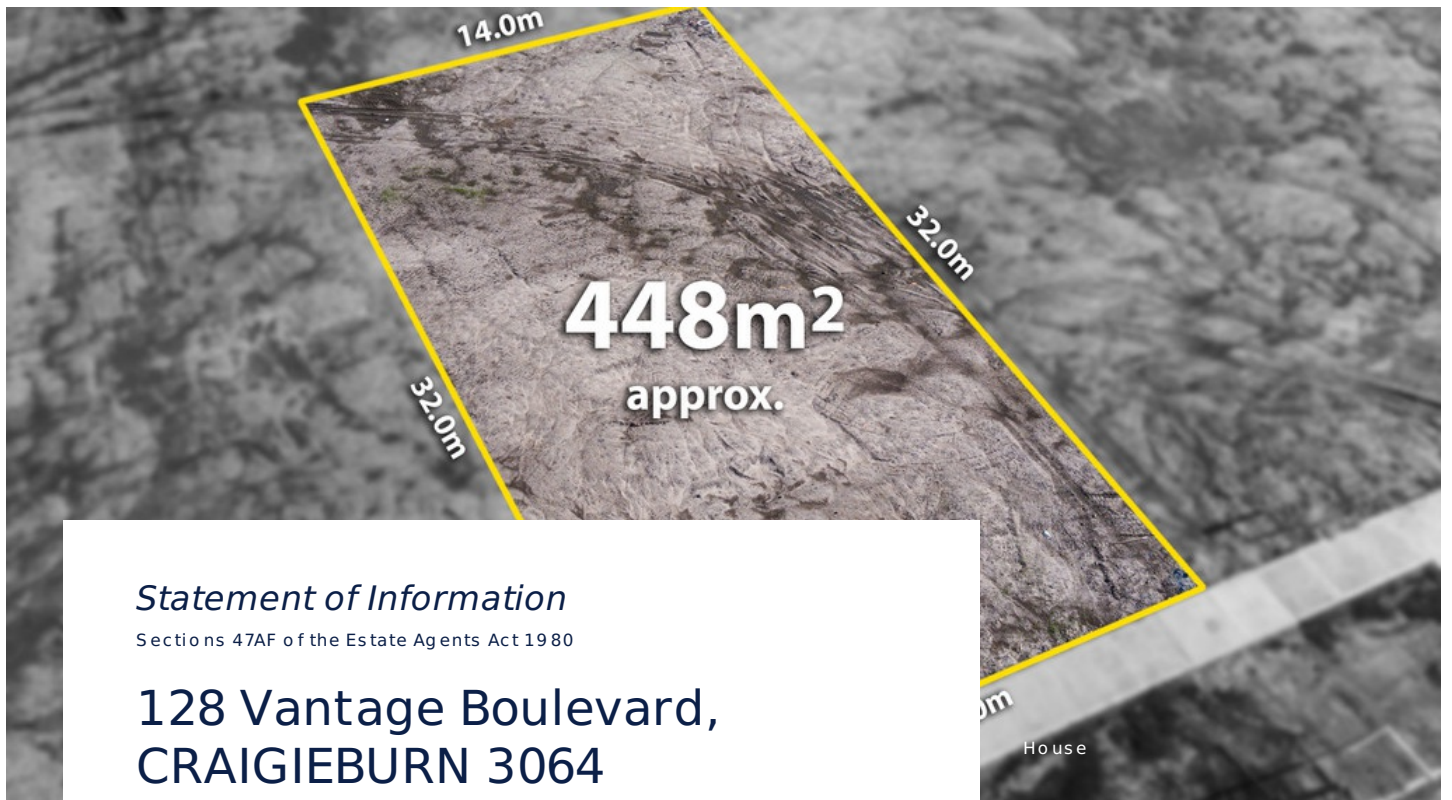 14.0m
32.0m
448m²
approx.
32.0m
Statement of Information
Sections 47AF of the Estate Agents Act 1980
128 Vantage Boulevard,
CRAIGIEBURN 3064
House